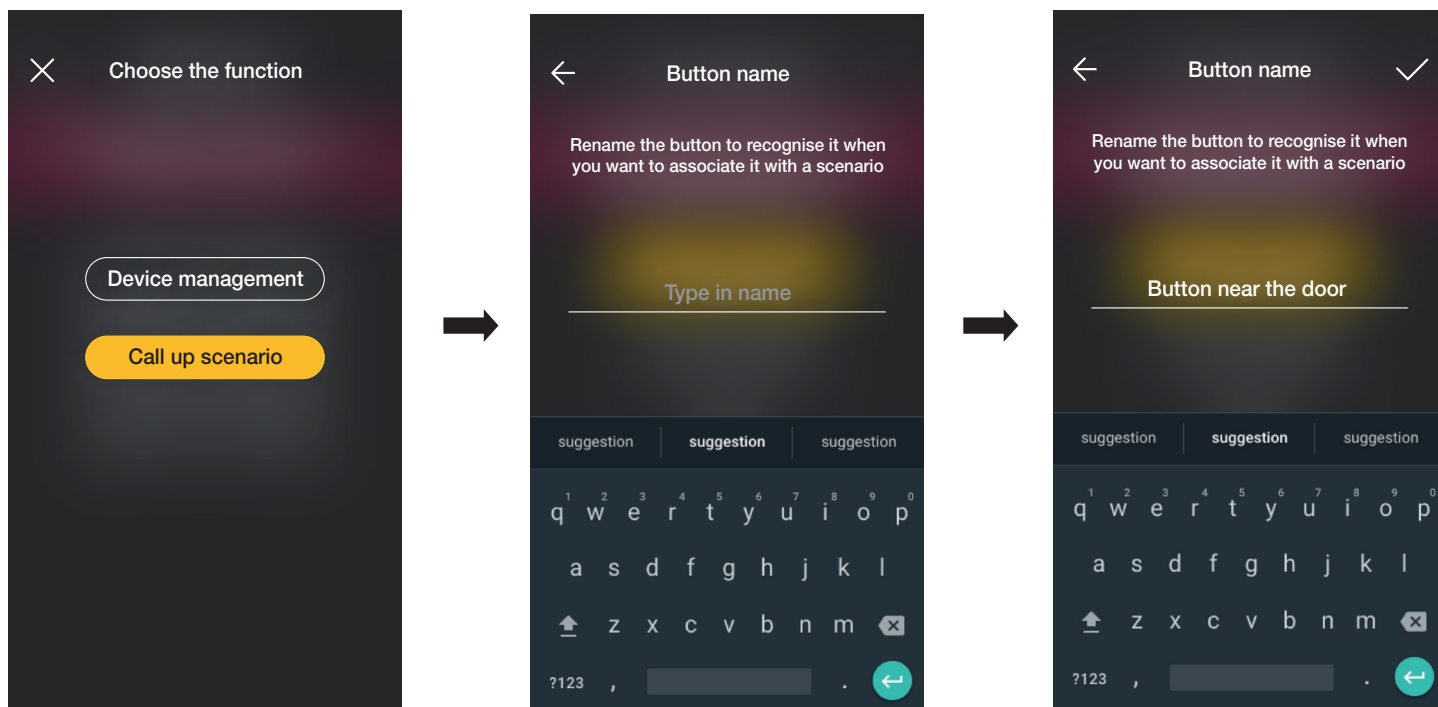 Choose the function
Device management
Call up scenario
Button name
Rename the button to recognise it when
you want to associate it with a scenario
Type in name
suggestion suggestion suggestion
1 2 3 4 5 6 7 8 9 0
q w e r t y u i o p
a s d f g h j k l
z x c v b n m
?123 , .
Button name
Rename the button to recognise it when
you want to associate it with a scenario
Button near the door
suggestion suggestion suggestion
1 2 3 4 5 6 7 8 9 0
q w e r t y u i o p
a s d f g h j k l
z x c v b n m
?123 , .